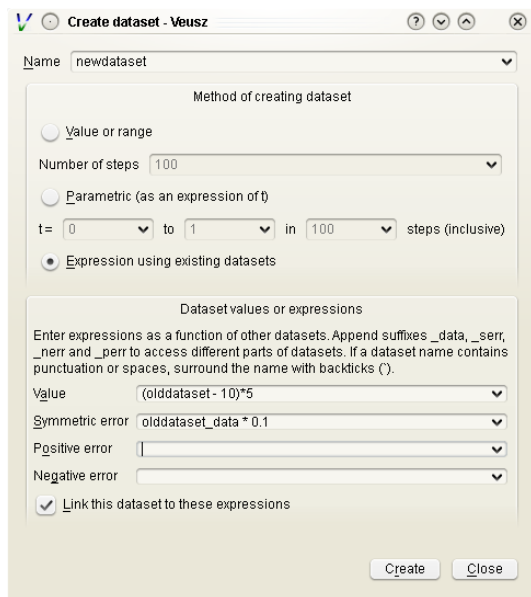 Create dataset - Veusz
Name newdataset
Method of creating dataset
Value or range
Number of steps 100
Parametric (as an expression of t)
t = 0 to 1 in 100 steps (inclusive)
Expression using existing datasets
Dataset values or expressions
Enter expressions as a function of other datasets. Append suffixes _data, _serr,
_nerr and _perr to access different parts of datasets. If a dataset name contains
punctuation or spaces, surround the name with backticks (`).
Value (olddataset - 10)*5
Symmetric error olddataset_data * 0.1
Positive error
Negative error
Link this dataset to these expressions
Create Close